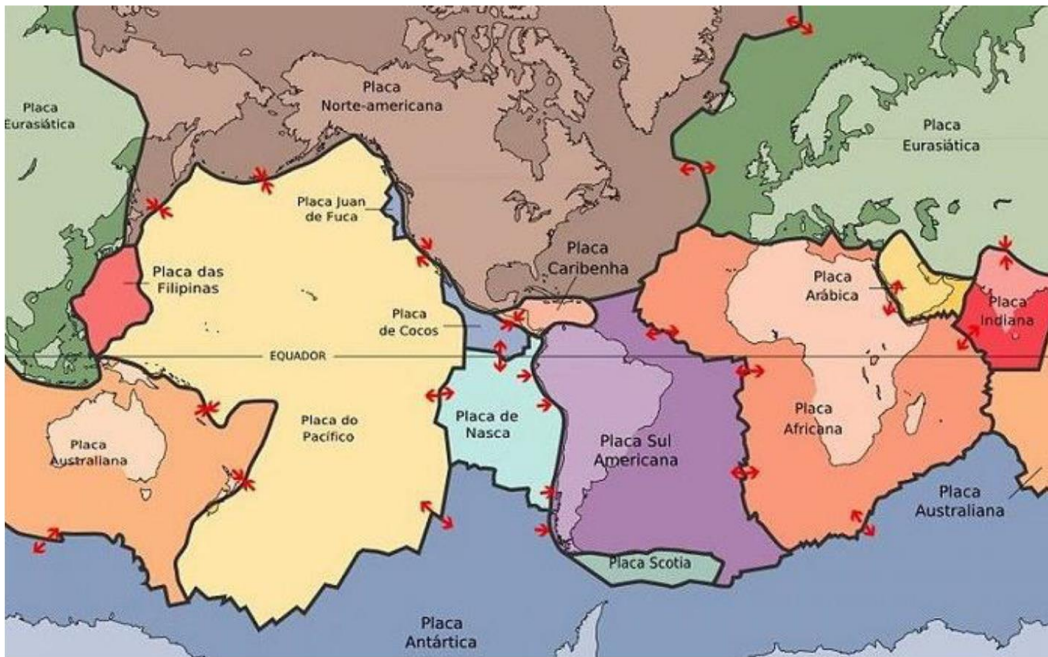 Placa
Eurasiática
Placa
Norte-americana
Placa
Eurasiática
Placa Juan
de Fuca
Placa das
Filipinas
Placa
Caribenha
Placa
de Cocos
Placa
Arábica
Placa
Indiana
EQUADOR
Placa
Australiana
Placa do
Pacífico
Placa de
Nasca
Placa Sul
Americana
Placa
Africana
Placa
Australiana
Placa Scotia
Placa
Antártica